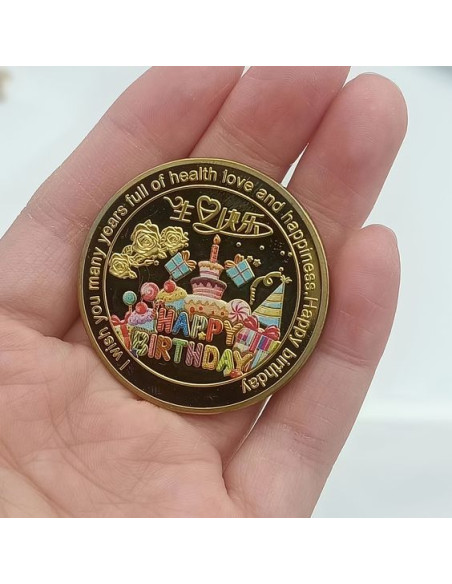 I wish you many years full of health love and happiness.Happy birthday
生日快乐
HAPPY
BIRTHDAY